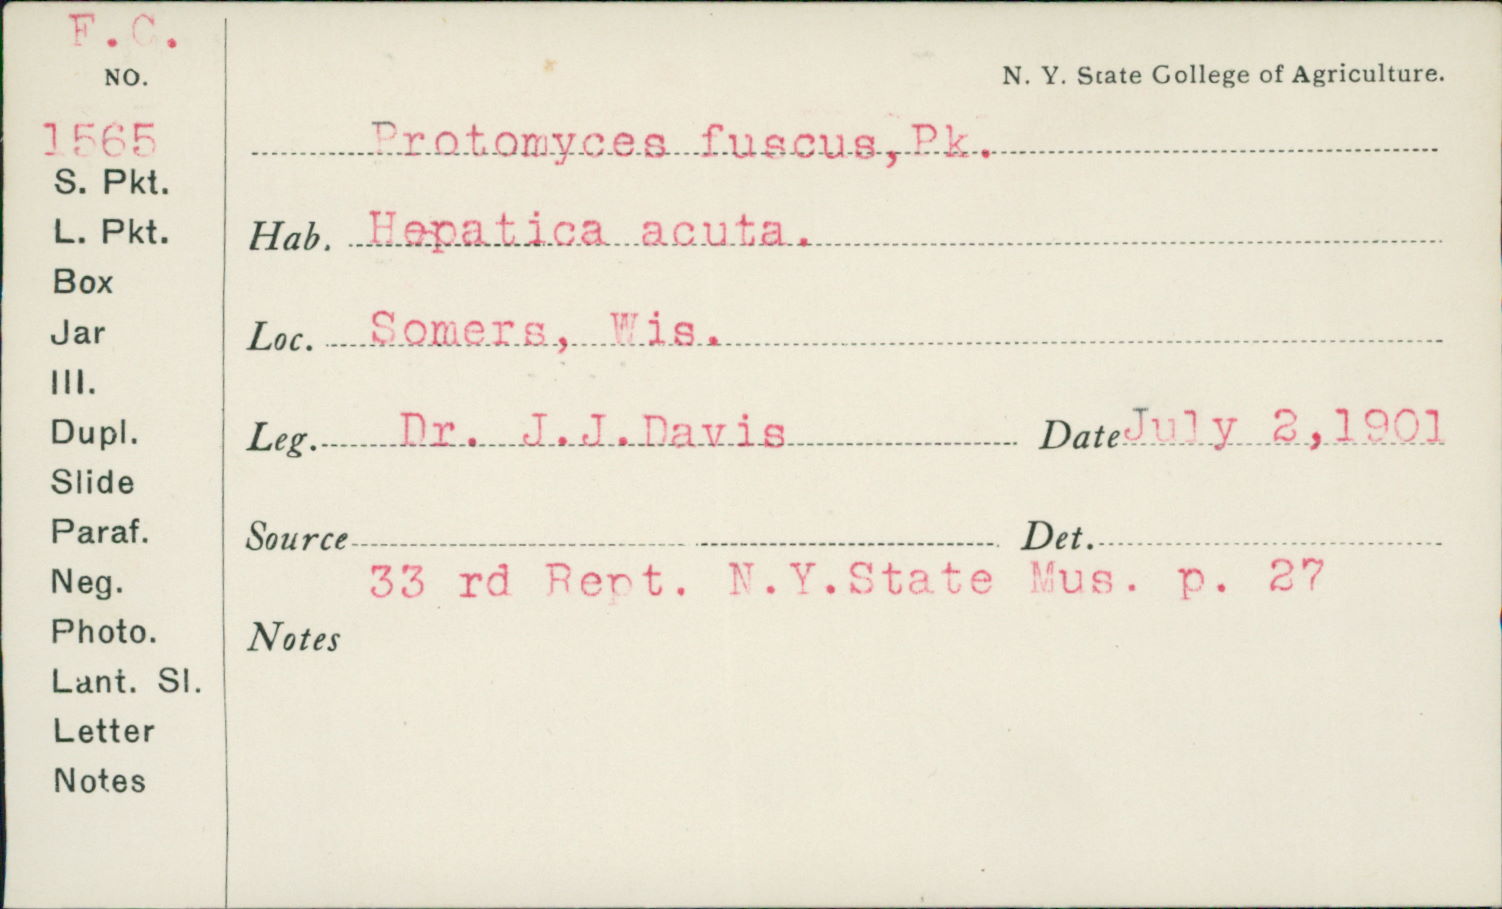 F.C.
NO.
N. Y. State College of Agriculture.
1565
Protomyces fuscus,Pk.
S. Pkt.
L. Pkt.
Hab. Hepatica acuta.
Box
Jar
Loc. Somers, Wis.
Ill.
Dupl.
Leg. Dr. J.J.Davis Date July 2,1901
Slide
Paraf.
Source Det.
Neg.
33 rd Rept. N.Y.State Mus. p. 27
Photo.
Notes
Lant. Sl.
Letter
Notes